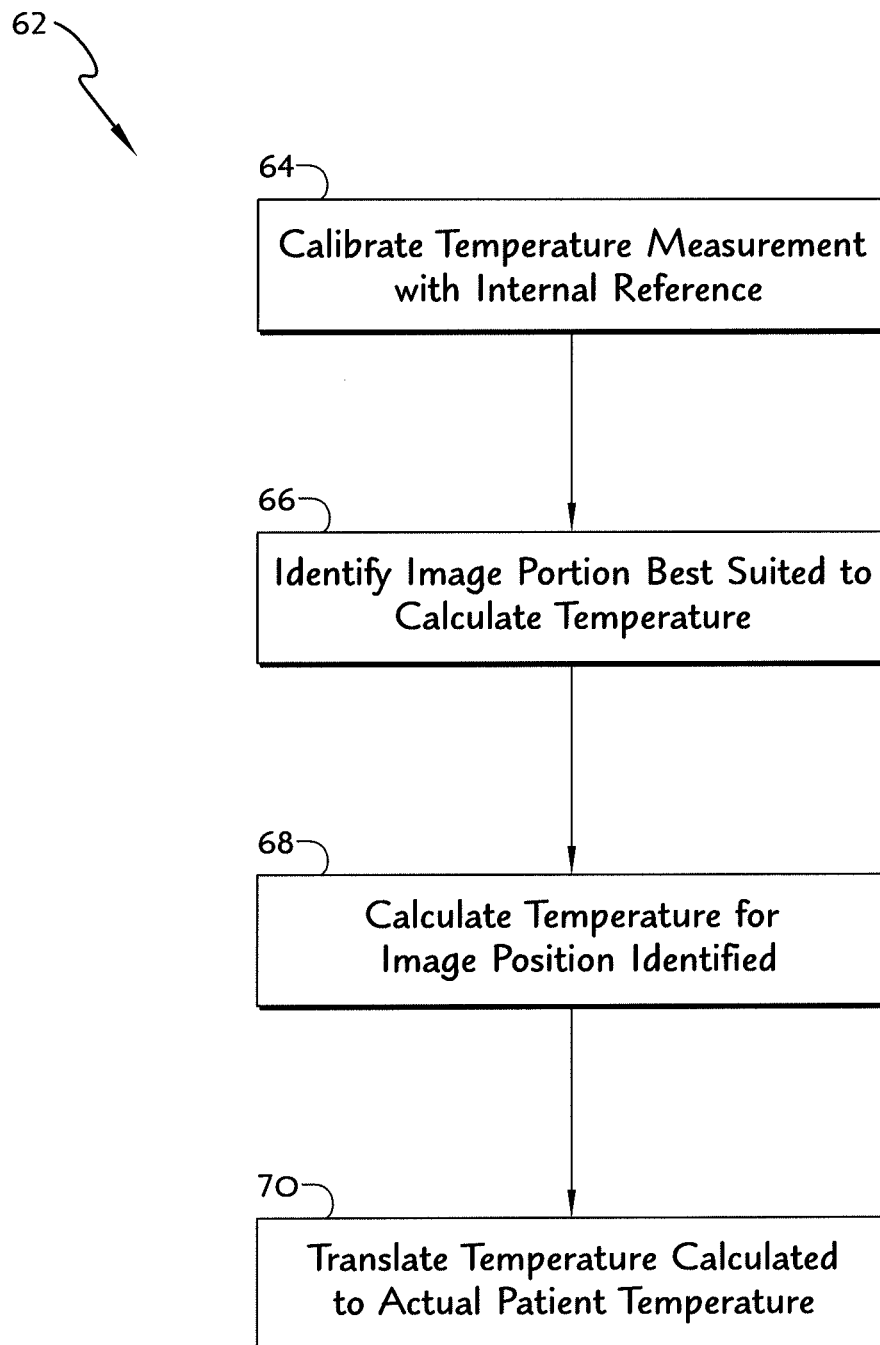 62
64
Calibrate Temperature Measurement
with Internal Reference
66
Identify Image Portion Best Suited to
Calculate Temperature
68
Calculate Temperature for
Image Position Identified
70
Translate Temperature Calculated
to Actual Patient Temperature